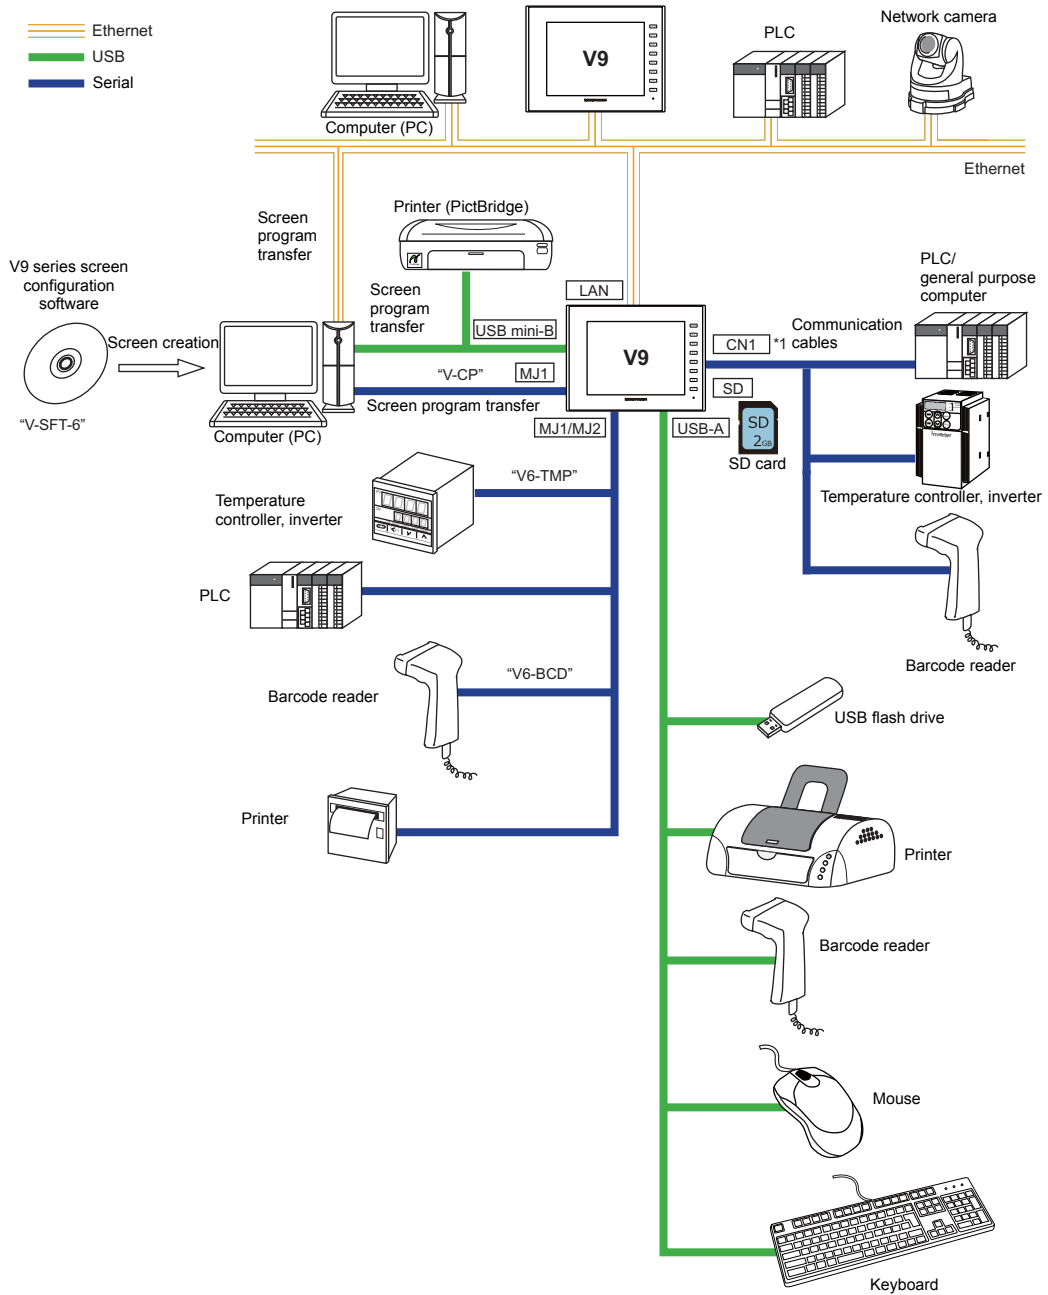 Ethernet
USB
Serial
Computer (PC)
V9
PLC
Network camera
Ethernet
Screen
program
transfer
Printer (PictBridge)
V9 series screen
configuration
software
Screen creation
"V-SFT-6"
Computer (PC)
Screen
program
transfer
USB mini-B
LAN
"V-CP"
MJ1
Screen program transfer
V9
CN1
*1
Communication
cables
PLC/
general purpose
computer
SD
SD
2GB
SD card
MJ1/MJ2
USB-A
Inverter
Temperature controller, inverter
"V6-TMP"
Temperature
controller, inverter
PLC
Barcode reader
"V6-BCD"
Barcode reader
USB flash drive
Printer
Printer
Barcode reader
Mouse
Keyboard